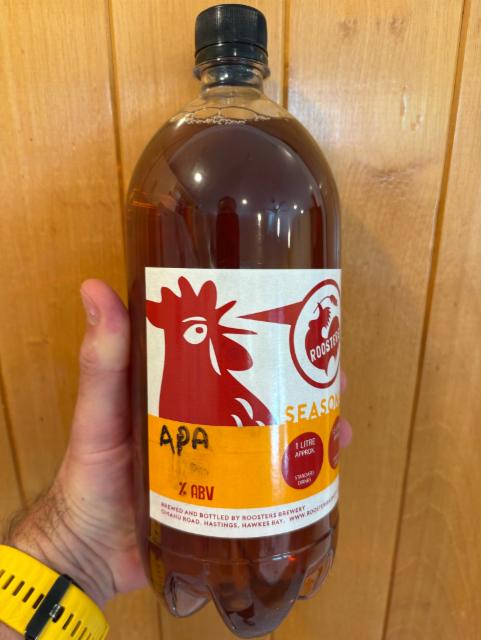 ROOSTERS
SEASON
APA
1 LITRE
APPROX.
STANDARD
DRINKS
% ABV
BREWED AND BOTTLED BY ROOSTERS BREWERY
OMAHU ROAD, HASTINGS, HAWKES BAY. WWW.ROOSTERS